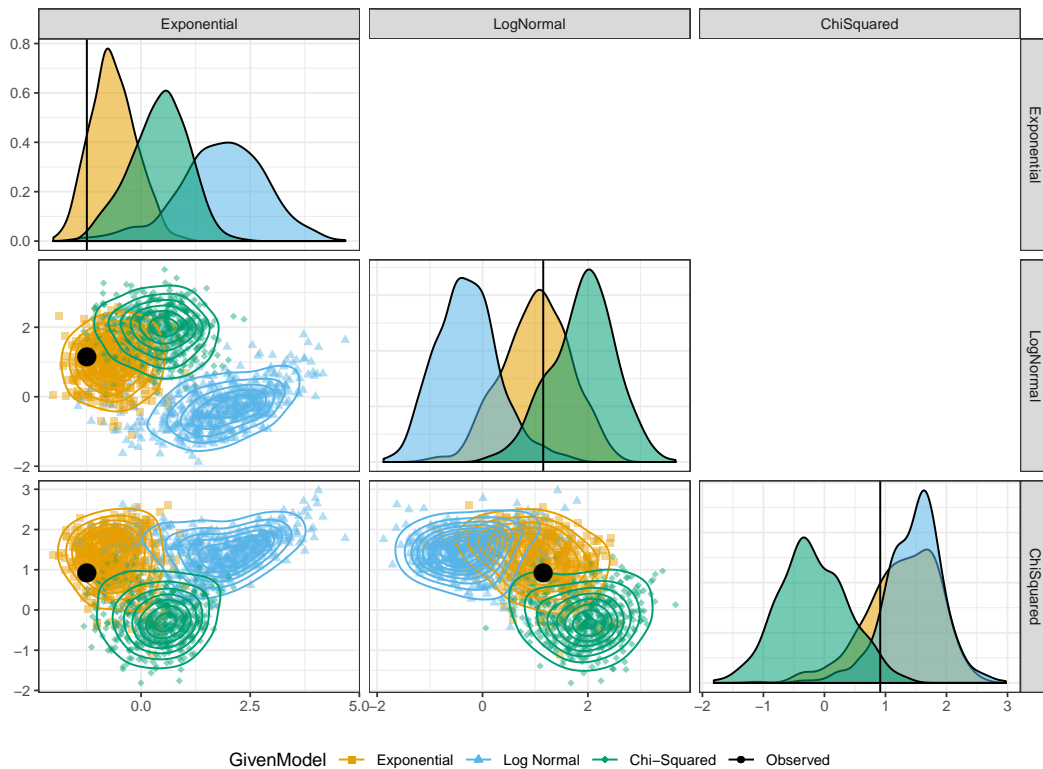 Exponential LogNormal ChiSquared
0.8
0.6
0.4
0.2
0.0
Exponential
2
0
−2
LogNormal
3
2
1
0
−1
−2
ChiSquared
0.0 2.5 5.0 −2 0 2 −2 −1 0 1 2 3
GivenModel Exponential Log Normal Chi−Squared Observed